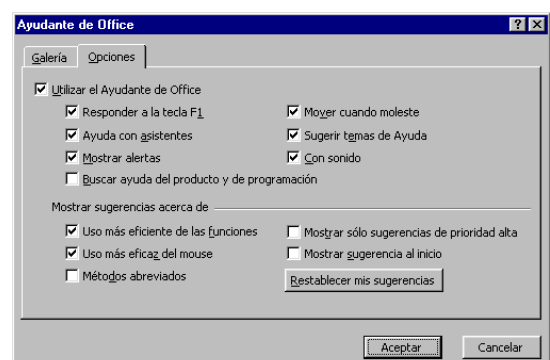 Ayudante de Office
Galería Opciones
Utilizar el Ayudante de Office
Responder a la tecla F1 Mover cuando moleste
Ayuda con asistentes Sugerir temas de Ayuda
Mostrar alertas Con sonido
Buscar ayuda del producto y de programación
Mostrar sugerencias acerca de
Uso más eficiente de las funciones Mostrar sólo sugerencias de prioridad alta
Uso más eficaz del mouse Mostrar sugerencia al inicio
Métodos abreviados Restablecer mis sugerencias
Aceptar Cancelar